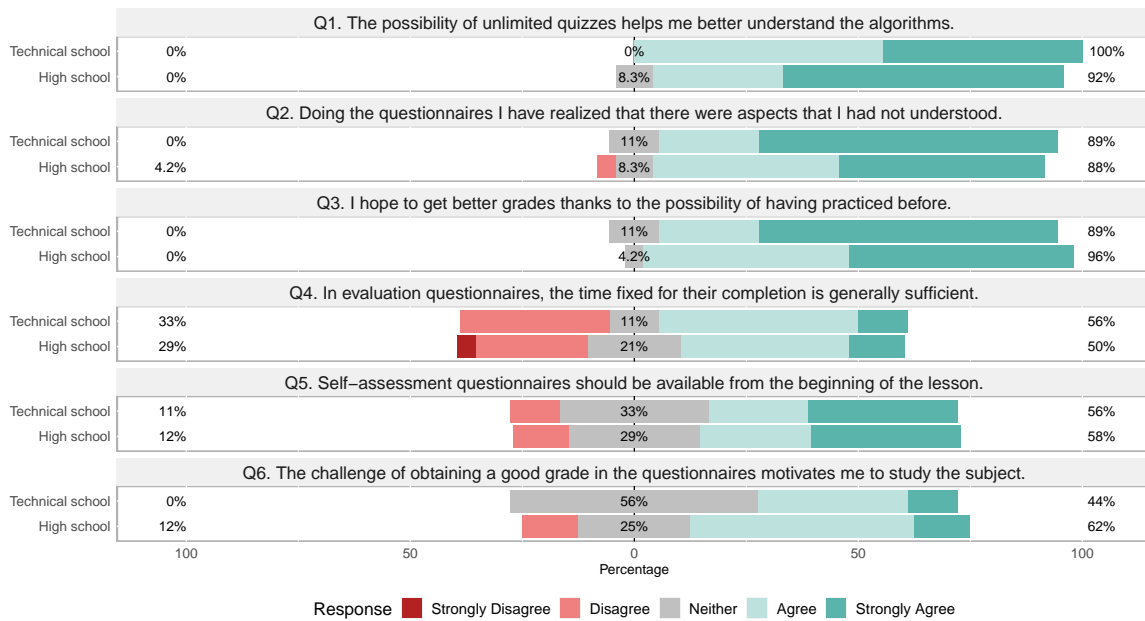 Q1. The possibility of unlimited quizzes helps me better understand the algorithms.
Technical school 0% 0% 100%
High school 0% 8.3% 92%
Q2. Doing the questionnaires I have realized that there were aspects that I had not understood.
Technical school 0% 11% 89%
High school 4.2% 8.3% 88%
Q3. I hope to get better grades thanks to the possibility of having practiced before.
Technical school 0% 11% 89%
High school 0% 4.2% 96%
Q4. In evaluation questionnaires, the time fixed for their completion is generally sufficient.
Technical school 33% 11% 56%
High school 29% 21% 50%
Q5. Self−assessment questionnaires should be available from the beginning of the lesson.
Technical school 11% 33% 56%
High school 12% 29% 58%
Q6. The challenge of obtaining a good grade in the questionnaires motivates me to study the subject.
Technical school 0% 56% 44%
High school 12% 25% 62%
100 50 0 50 100
Percentage
Response Strongly Disagree Disagree Neither Agree Strongly Agree